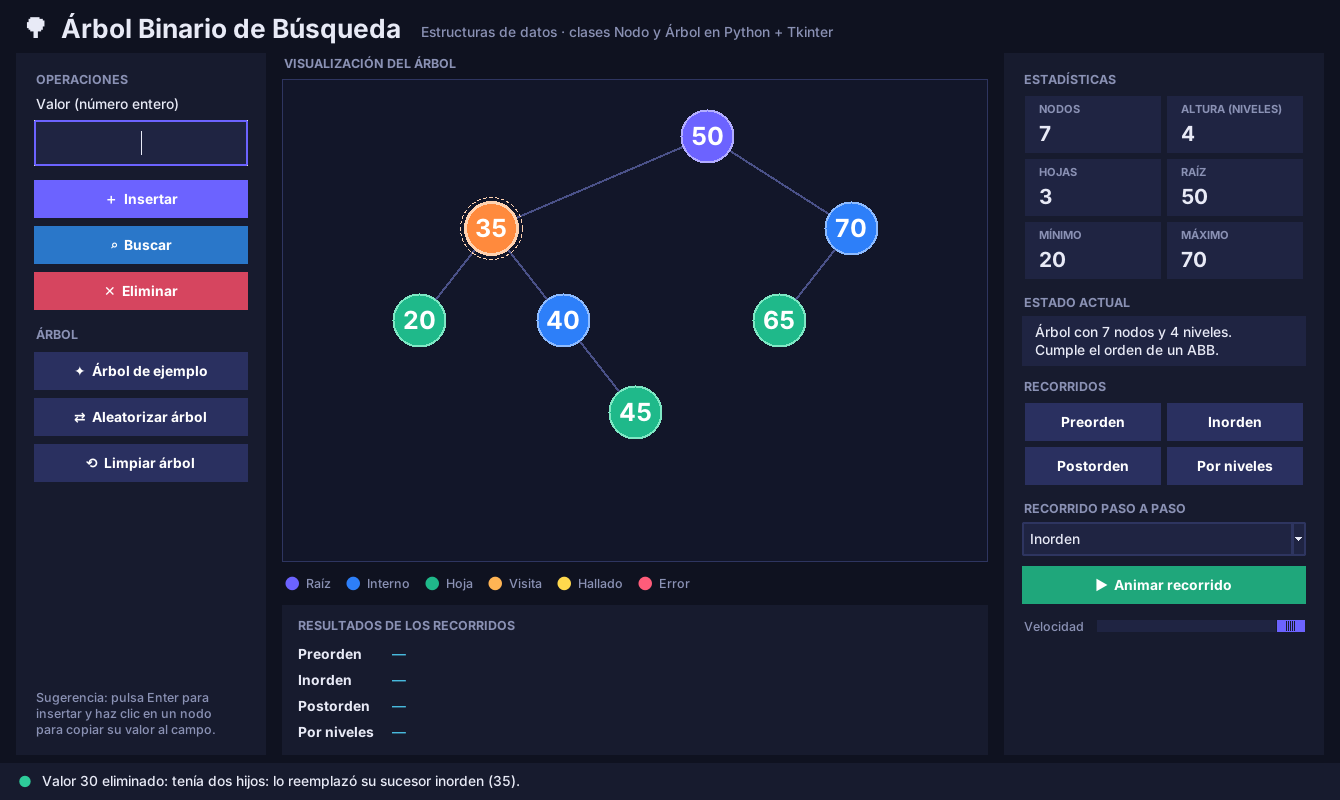 Árbol Binario de Búsqueda
Estructuras de datos · clases Nodo y Árbol en Python + Tkinter
OPERACIONES
Valor (número entero)
+ Insertar
⌕ Buscar
✕ Eliminar
ÁRBOL
✦ Árbol de ejemplo
⇄ Aleatorizar árbol
⟲ Limpiar árbol
Sugerencia: pulsa Enter para
insertar y haz clic en un nodo
para copiar su valor al campo.
VISUALIZACIÓN DEL ÁRBOL
50
35
70
20
40
65
45
Raíz
Interno
Hoja
Visita
Hallado
Error
RESULTADOS DE LOS RECORRIDOS
Preorden —
Inorden —
Postorden —
Por niveles —
ESTADÍSTICAS
NODOS
7
ALTURA (NIVELES)
4
HOJAS
3
RAÍZ
50
MÍNIMO
20
MÁXIMO
70
ESTADO ACTUAL
Árbol con 7 nodos y 4 niveles.
Cumple el orden de un ABB.
RECORRIDOS
Preorden
Inorden
Postorden
Por niveles
RECORRIDO PASO A PASO
Inorden
▶ Animar recorrido
Velocidad
Valor 30 eliminado: tenía dos hijos: lo reemplazó su sucesor inorden (35).